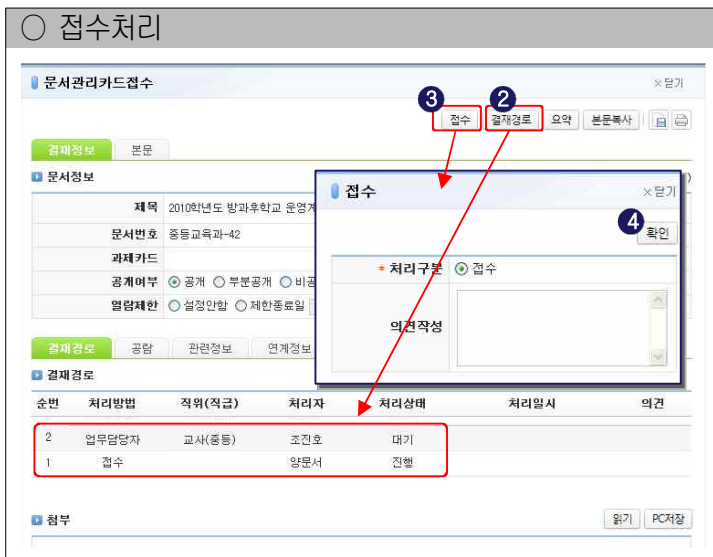 ○ 접수처리
문서관리카드접수 ×닫기
3 2
접수 결재경로 요약 본문복사
결재정보 본문
문서정보 )
제목 2010학년도 방과후학교 운영계
문서번호 중등교육과-42
과제카드
공개여부 공개 부분공개 비공
열람제한 설정안함 제한종료일
접수 ×닫기
4
확인
* 처리구분 접수
의견작성
결재경로 공람 관련정보 연계정보
결재경로
순번 처리방법 직위(직급) 처리자 처리상태 처리일시 의견
2 업무담당자 교사(중등) 조진호 대기
1 접수 양문서 진행
첨부 읽기 PC저장